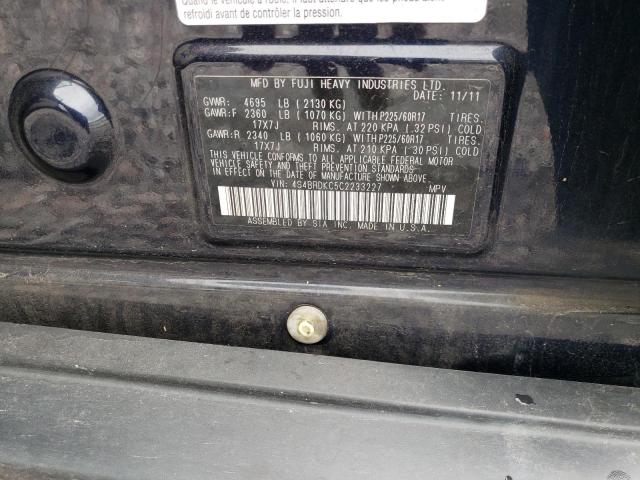 refroidi avant de contrôler la pression.
MFD BY FUJI HEAVY INDUSTRIES LTD.
DATE: 11/11
GVWR: 4695 LB (2130 KG)
GAWR:F 2360 LB (1070 KG) WITH P225/60R17 TIRES.
17X7J RIMS. AT 220 KPA (.32 PSI) COLD
GAWR:R 2340 LB (1060 KG) WITH P225/60R17 TIRES.
17X7J RIMS. AT 210 KPA (.30 PSI) COLD
THIS VEHICLE CONFORMS TO ALL APPLICABLE FEDERAL MOTOR
VEHICLE SAFETY AND THEFT PREVENTION STANDARDS
IN EFFECT ON THE DATE OF MANUFACTURE SHOWN ABOVE.
VIN: 4S4BRDKC5C2233227 MPV
ASSEMBLED BY SIA INC. MADE IN U.S.A.